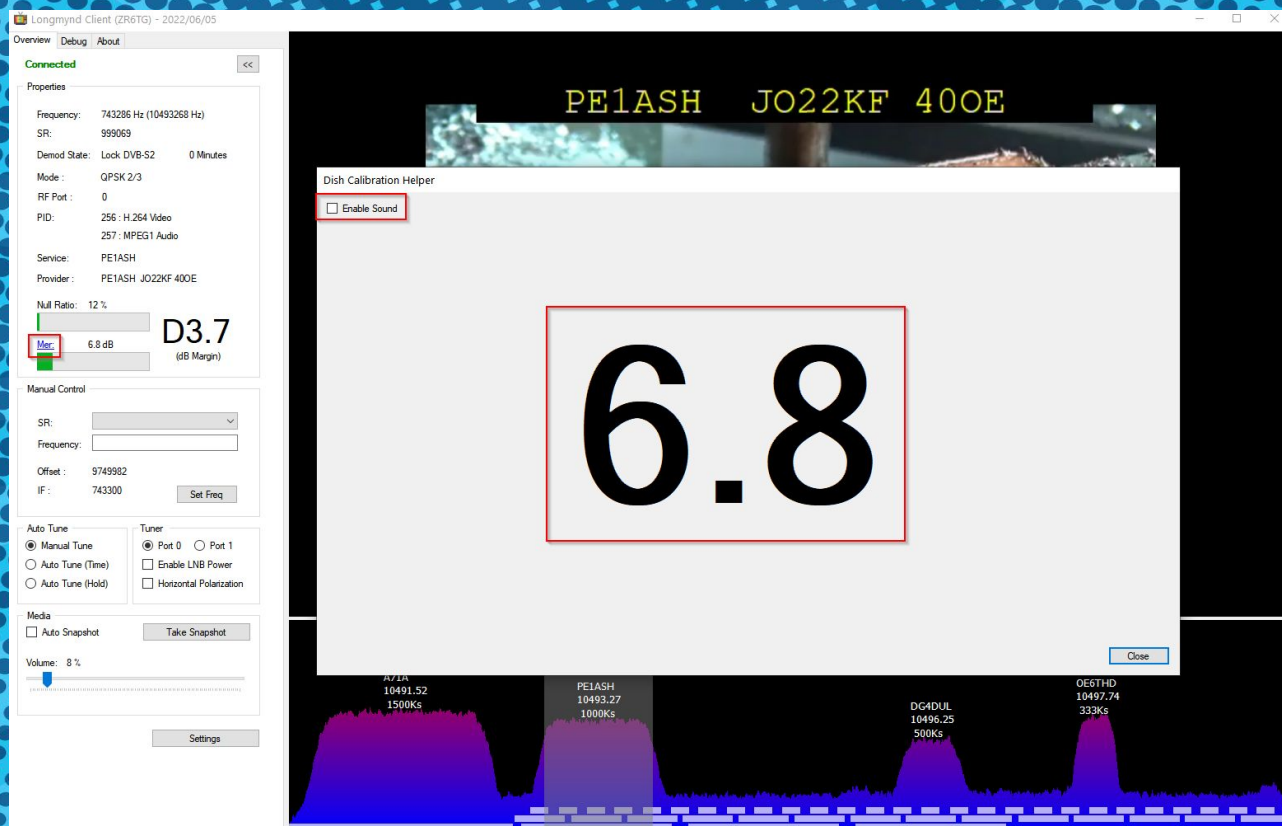 Longmynd Client (ZR6TG) - 2022/06/05
Overview Debug About
Connected
<<
Properties
Frequency: 743286 Hz (10493268 Hz)
SR: 999069
Demod State: Lock DVB-S2 0 Minutes
Mode : QPSK 2/3
RF Port : 0
PID: 256 : H.264 Video
257 : MPEG1 Audio
Service: PE1ASH
Provider : PE1ASH JO22KF 40OE
Null Ratio: 12 %
D3.7
Mer: 6.8 dB
(dB Margin)
Manual Control
SR:
Frequency:
Offset : 9749982
IF : 743300
Set Freq
Auto Tune
Manual Tune
Auto Tune (Time)
Auto Tune (Hold)
Tuner
Port 0 Port 1
Enable LNB Power
Horizontal Polarization
Media
Auto Snapshot Take Snapshot
Volume: 8 %
Settings
PE1ASH JO22KF 40OE
Dish Calibration Helper
Enable Sound
6.8
Close
A71A
10491.52
1500Ks
PE1ASH
10493.27
1000Ks
DG4DUL
10496.25
500Ks
OE6THD
10497.74
333Ks